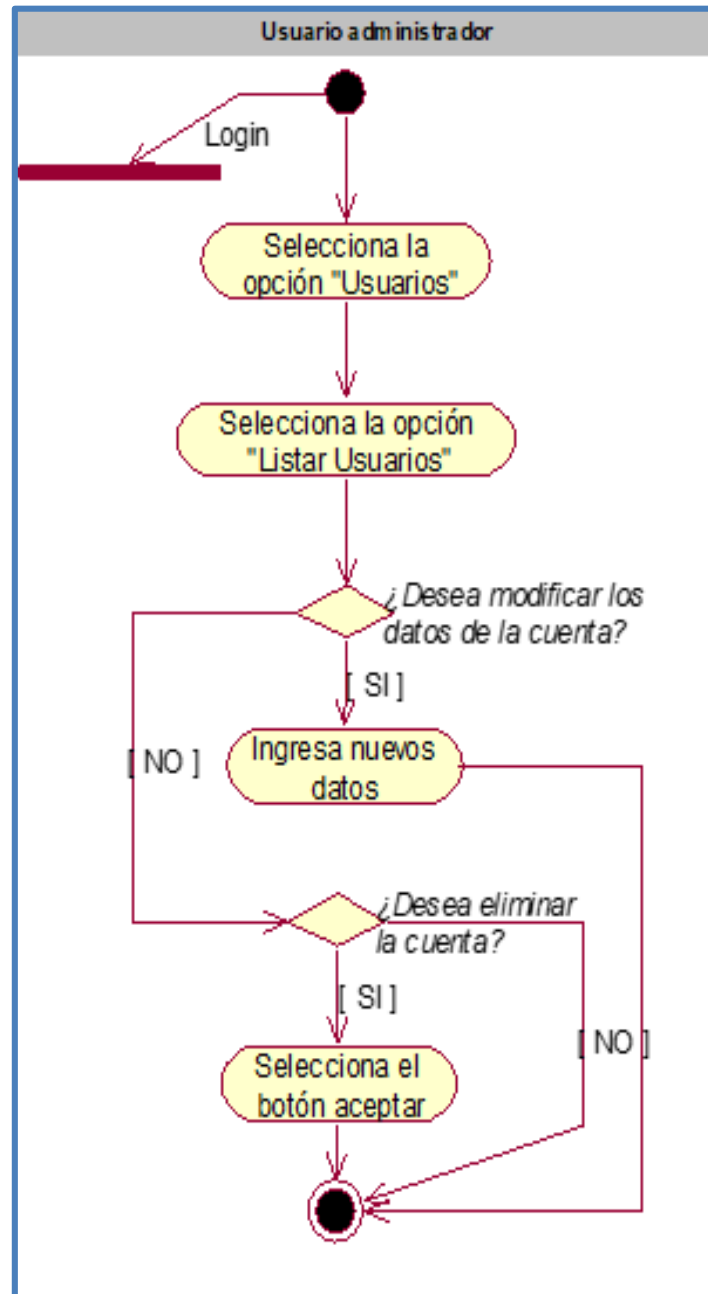 Usuario administrador
Login
Selecciona la
opción "Usuarios"
Selecciona la opción
"Listar Usuarios"
¿Desea modificar los
datos de la cuenta?
[ SI ]
[ NO ]
Ingresa nuevos
datos
¿Desea eliminar
la cuenta?
[ SI ]
[ NO ]
Selecciona el
botón aceptar